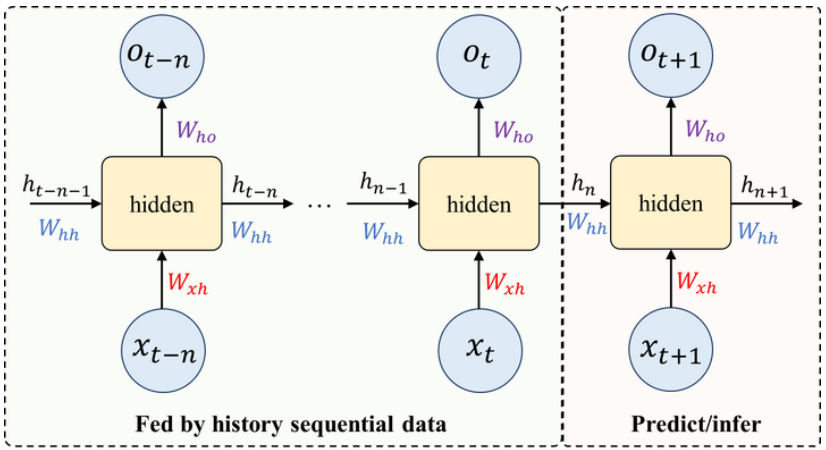 o_{t-n} o_t o_{t+1}
W_{ho} W_{ho} W_{ho}
h_{t-n-1} hidden h_{t-n} ... h_{n-1} hidden h_n hidden h_{n+1}
W_{hh} W_{hh} W_{hh} W_{hh} W_{hh}
W_{xh} W_{xh} W_{xh}
x_{t-n} x_t x_{t+1}
Fed by history sequential data Predict/infer